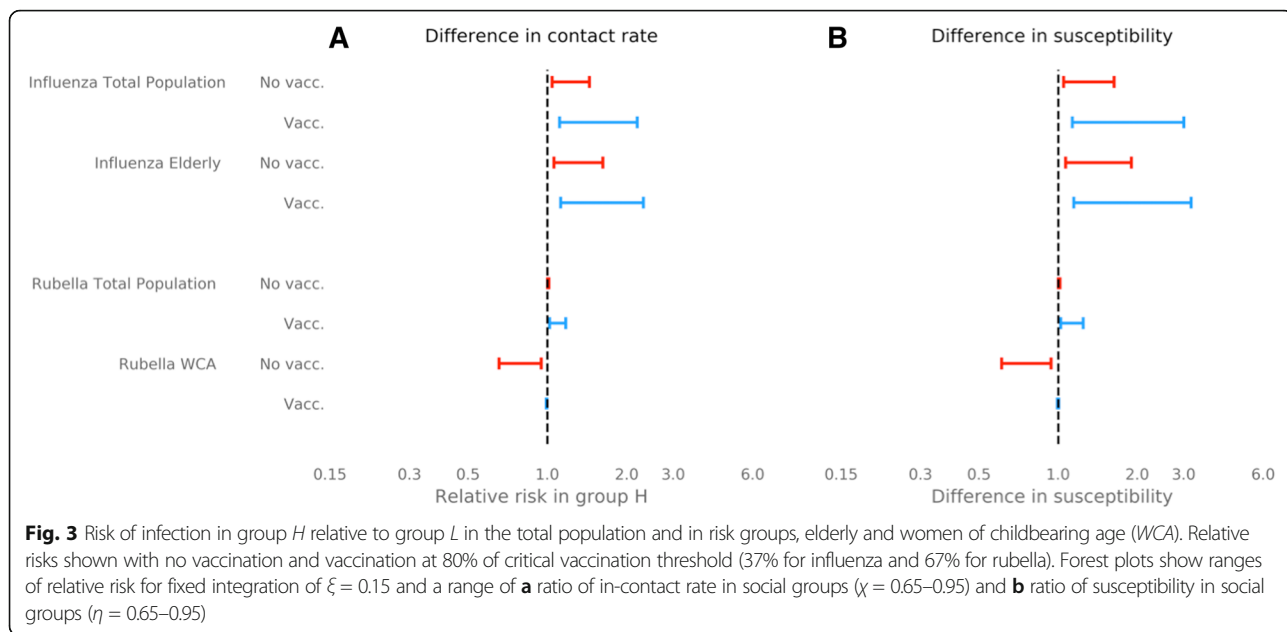 A Difference in contact rate B Difference in susceptibility
Influenza Total Population No vacc.
Vacc.
Influenza Elderly No vacc.
Vacc.
Rubella Total Population No vacc.
Vacc.
Rubella WCA No vacc.
Vacc.
0.15 0.3 0.5 1.0 2.0 3.0 6.0 0.15 0.3 0.5 1.0 2.0 3.0 6.0
Relative risk in group H Difference in susceptibility
Fig. 3 Risk of infection in group H relative to group L in the total population and in risk groups, elderly and women of childbearing age (WCA). Relative
risks shown with no vaccination and vaccination at 80% of critical vaccination threshold (37% for influenza and 67% for rubella). Forest plots show ranges
of relative risk for fixed integration of ξ = 0.15 and a range of a ratio of in-contact rate in social groups (χ = 0.65–0.95) and b ratio of susceptibility in social
groups (η = 0.65–0.95)